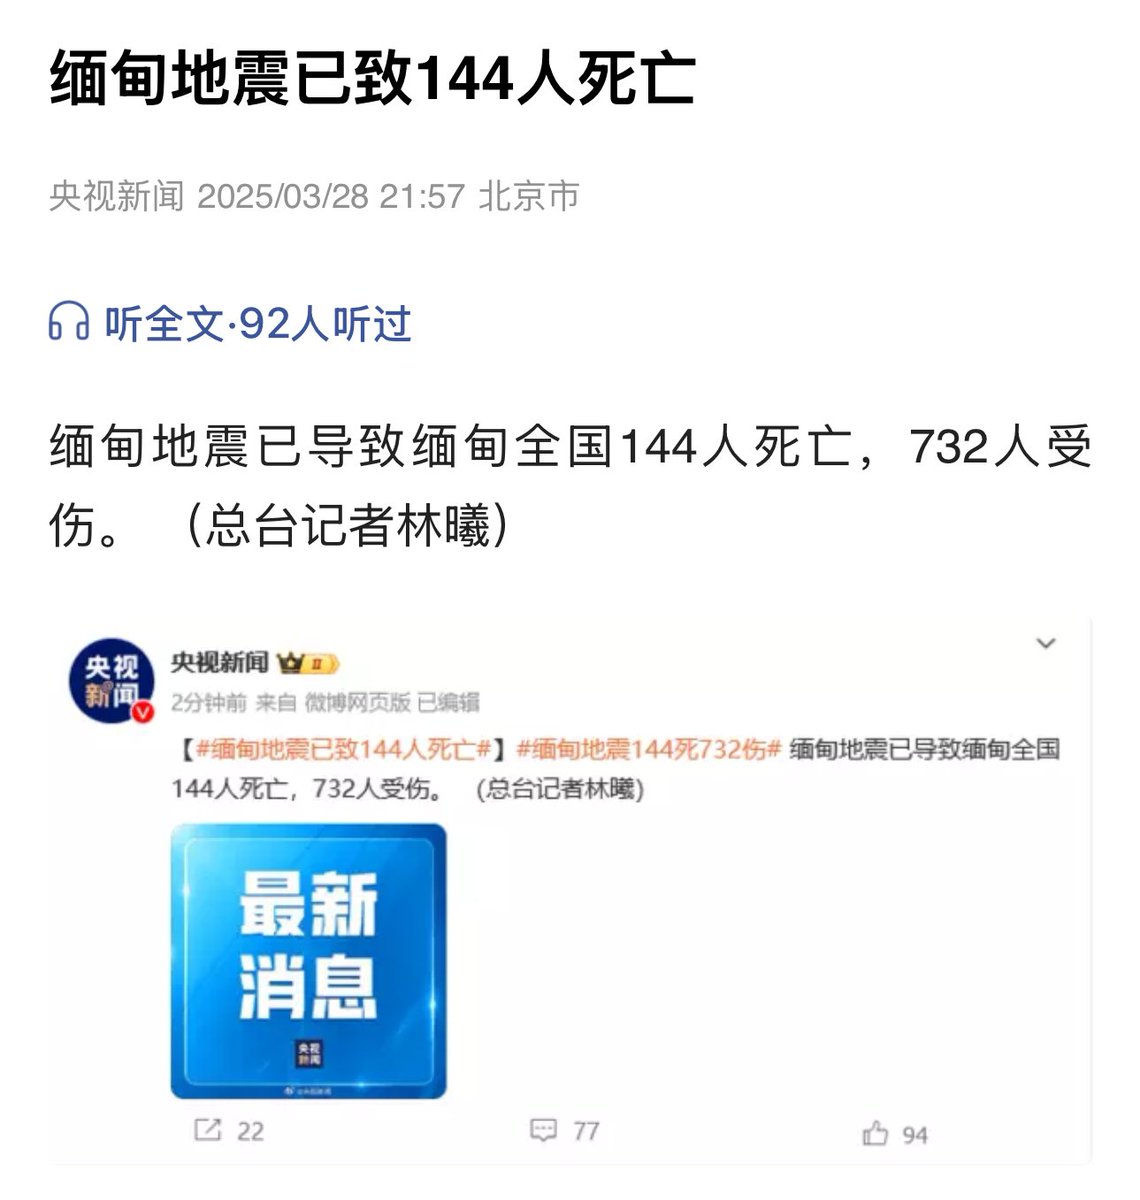 缅甸地震已致144人死亡
央视新闻 2025/03/28 21:57 北京市
听全文·92人听过
缅甸地震已导致缅甸全国144人死亡，732人受
伤。 （总台记者林曦）
央视
新闻
央视新闻 II
2分钟前 来自 微博网页版 已编辑
【#缅甸地震已致144人死亡#】#缅甸地震144死732伤# 缅甸地震已导致缅甸全国
144人死亡，732人受伤。 （总台记者林曦）
最新
消息
央视
新闻
22 77 94